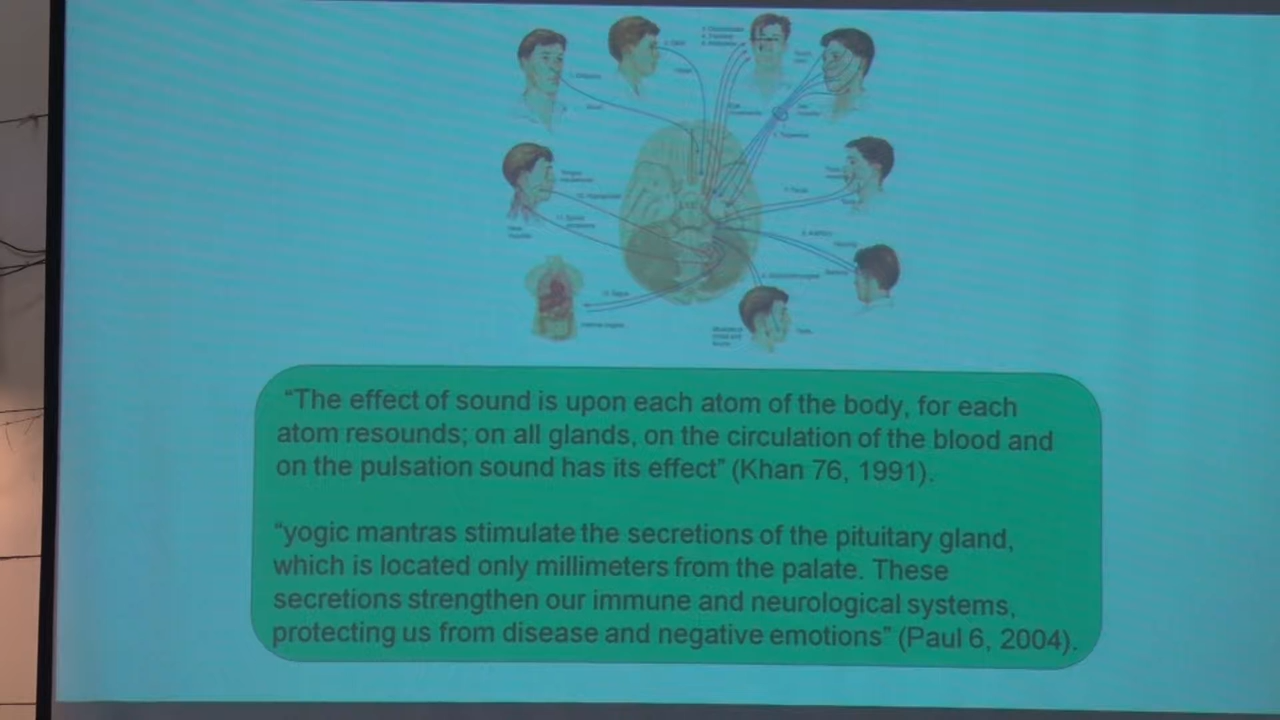 “The effect of sound is upon each atom of the body, for each
atom resounds; on all glands, on the circulation of the blood and
on the pulsation sound has its effect” (Khan 76, 1991).
“yogic mantras stimulate the secretions of the pituitary gland,
which is located only millimeters from the palate. These
secretions strengthen our immune and neurological systems,
protecting us from disease and negative emotions” (Paul 6, 2004).